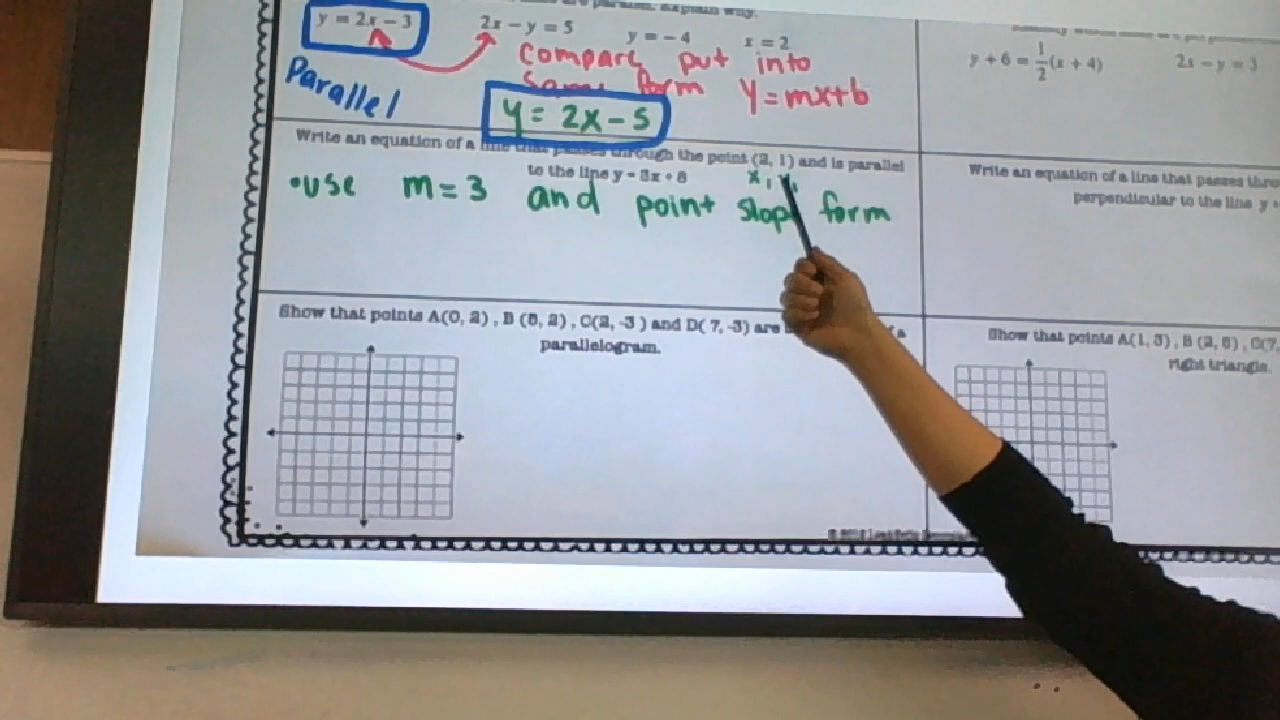 parallel. Explain why.
y = 2x − 3 2x − y = 5 y = −4 x = 2
compare put into
same form y = mx+b
Parallel
y = 2x − 5
Write an equation of a line that passes through the point (2, 1) and is parallel
to the line y = 3x + 6
x, y,
•use m = 3 and point slope form
Show that points A(0, 2) , B (5, 2) , C(2, -3 ) and D( 7, -3) are
parallelogram.
y + 6 = 1/2 (x + 4) 2x − y = 3
Write an equation of a line that passes
perpendicular to the line y
Show that points A(1, 3) , B (2, 6) , C(7,
right triangle.